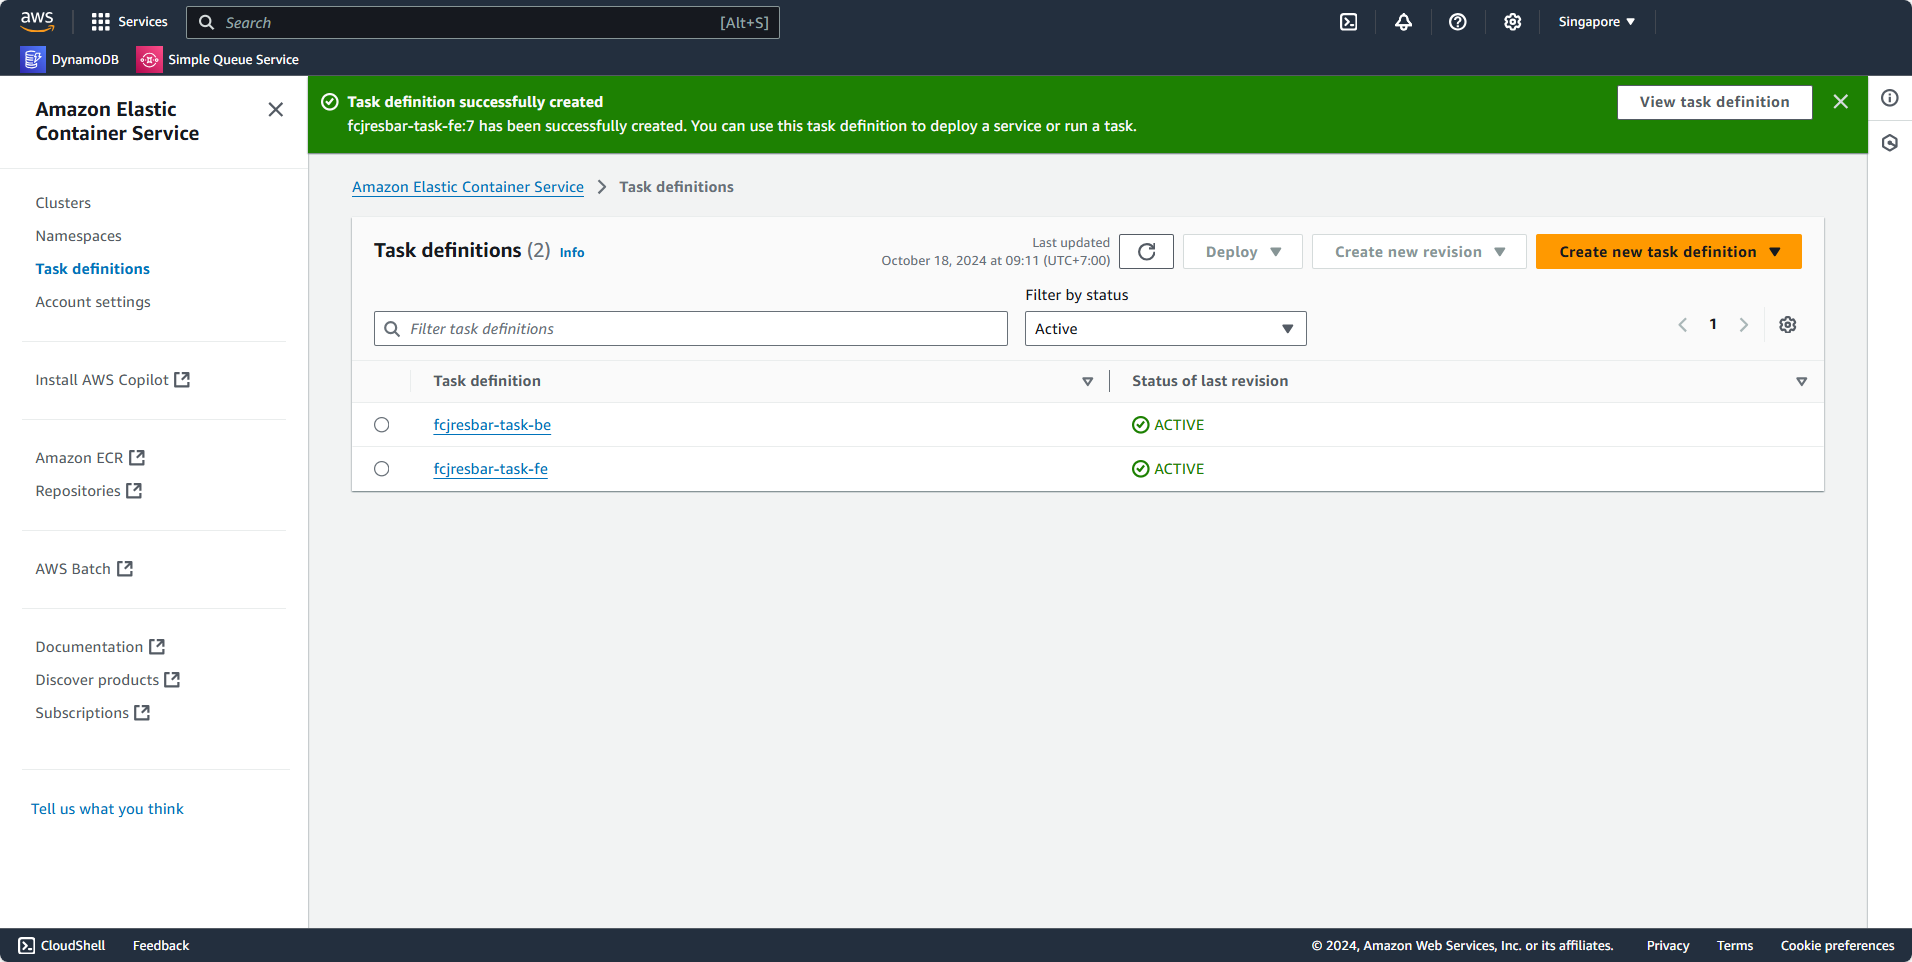 aws
Services
Search [Alt+S]
Singapore
DynamoDB
Simple Queue Service
Amazon Elastic
Container Service
Clusters
Namespaces
Task definitions
Account settings
Install AWS Copilot
Amazon ECR
Repositories
AWS Batch
Documentation
Discover products
Subscriptions
Tell us what you think
Task definition successfully created
fcjresbar-task-fe:7 has been successfully created. You can use this task definition to deploy a service or run a task.
View task definition
Amazon Elastic Container Service
Task definitions
Task definitions (2) Info
Last updated
October 18, 2024 at 09:11 (UTC+7:00)
Deploy
Create new revision
Create new task definition
Filter by status
Filter task definitions
Active
1
Task definition
Status of last revision
fcjresbar-task-be
ACTIVE
fcjresbar-task-fe
ACTIVE
CloudShell
Feedback
© 2024, Amazon Web Services, Inc. or its affiliates.
Privacy
Terms
Cookie preferences